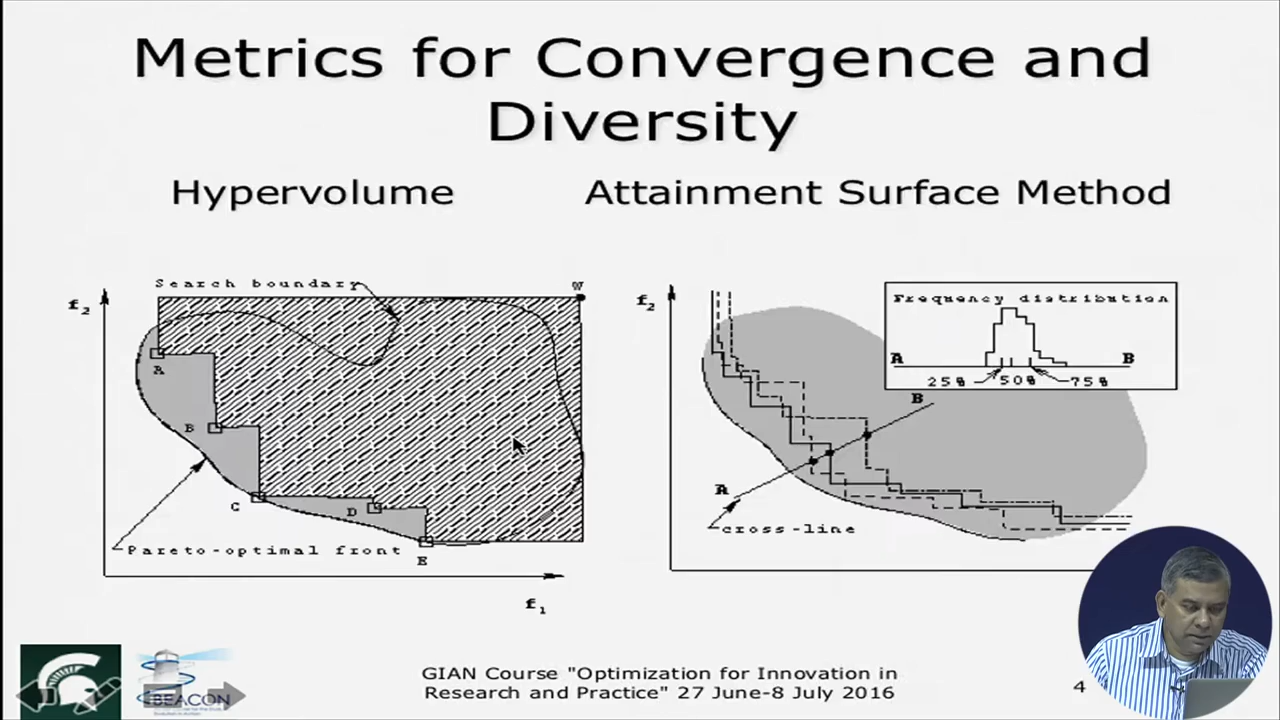 Metrics for Convergence and
Diversity
Hypervolume
Attainment Surface Method
Search boundary
W
f2
A
B
C
D
E
Pareto-optimal front
f1
f2
Frequency distribution
A
B
25%
50%
75%
B
A
cross-line
BEACON
GIAN Course "Optimization for Innovation in
Research and Practice" 27 June-8 July 2016
4